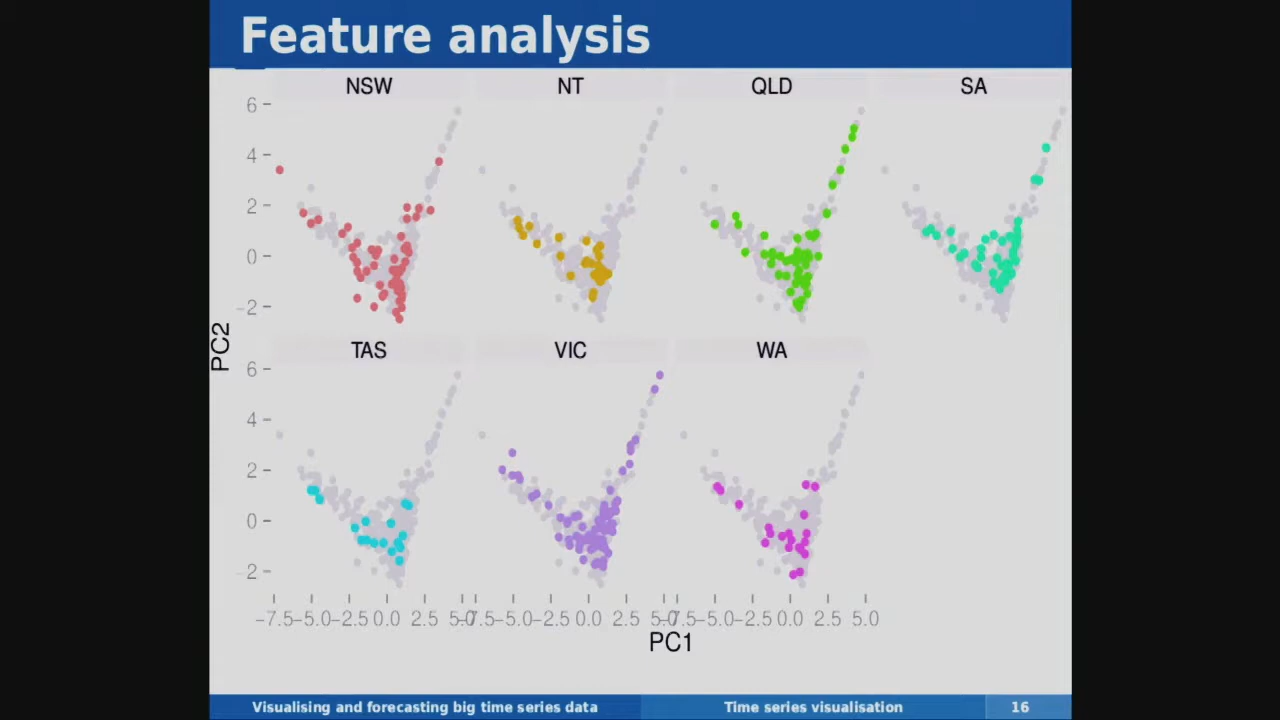 Feature analysis
NSW NT QLD SA
6
4
2
0
−2
PC2
TAS VIC WA
6
4
2
0
−2
−7.5 −5.0 −2.5 0.0 2.5 5.0 −7.5 −5.0 −2.5 0.0 2.5 5.0 −7.5 −5.0 −2.5 0.0 2.5 5.0
PC1
Visualising and forecasting big time series data Time series visualisation 16